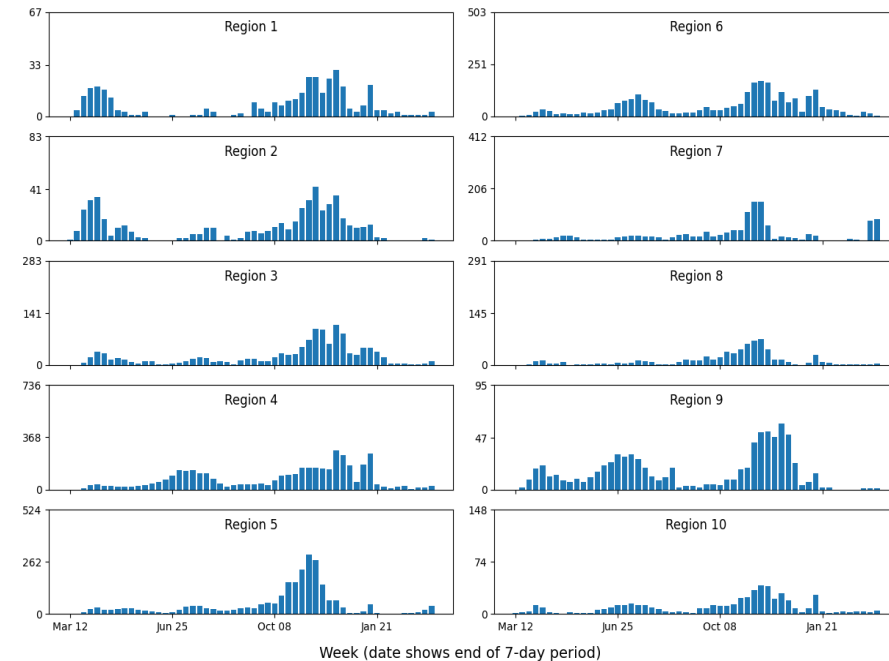 67
33
0
Region 1
503
251
0
Region 6
83
41
0
Region 2
412
206
0
Region 7
283
141
0
Region 3
291
145
0
Region 8
736
368
0
Region 4
95
47
0
Region 9
524
262
0
Region 5
148
74
0
Region 10
Mar 12 Jun 25 Oct 08 Jan 21
Mar 12 Jun 25 Oct 08 Jan 21
Week (date shows end of 7-day period)